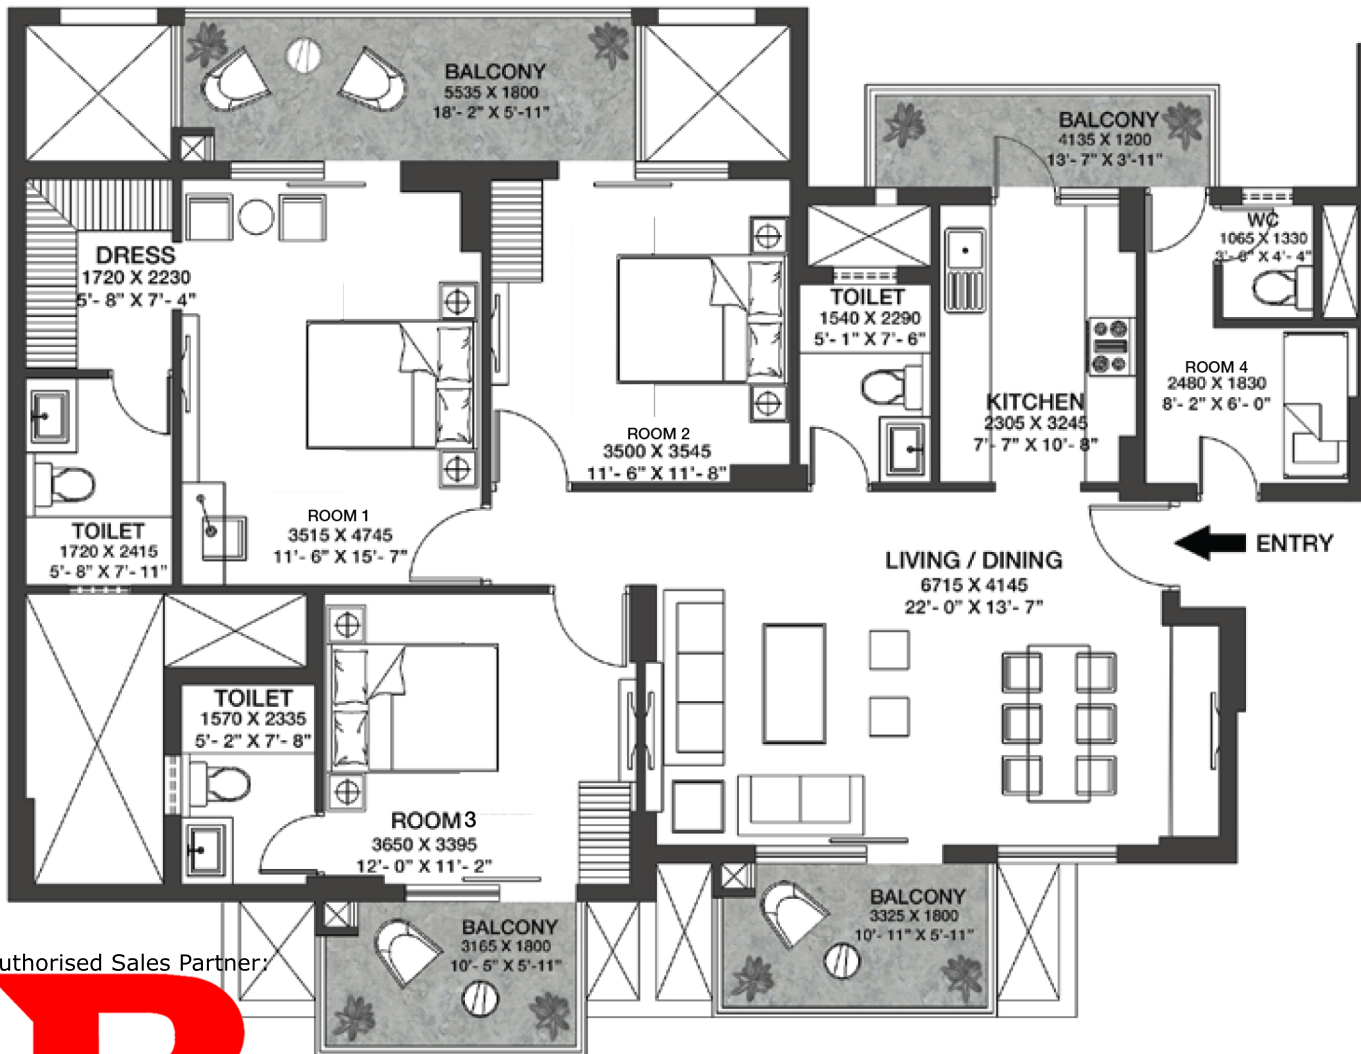 BALCONY
5535 X 1800
18'- 2" X 5'-11"
BALCONY
4135 X 1200
13'- 7" X 3'-11"
DRESS
1720 X 2230
5'- 8" X 7'- 4"
WC
1065 X 1330
3'- 6" X 4'- 4"
TOILET
1540 X 2290
5'- 1" X 7'- 6"
ROOM 4
2480 X 1830
8'- 2" X 6'- 0"
KITCHEN
2305 X 3245
7'- 7" X 10'- 8"
ROOM 2
3500 X 3545
11'- 6" X 11'- 8"
ROOM 1
3515 X 4745
11'- 6" X 15'- 7"
TOILET
1720 X 2415
5'- 8" X 7'- 11"
ENTRY
LIVING / DINING
6715 X 4145
22'- 0" X 13'- 7"
TOILET
1570 X 2335
5'- 2" X 7'- 8"
ROOM 3
3650 X 3395
12'- 0" X 11'- 2"
BALCONY
3325 X 1800
10'- 11" X 5'-11"
BALCONY
3165 X 1800
10'- 5" X 5'-11"
uthorised Sales Partner: